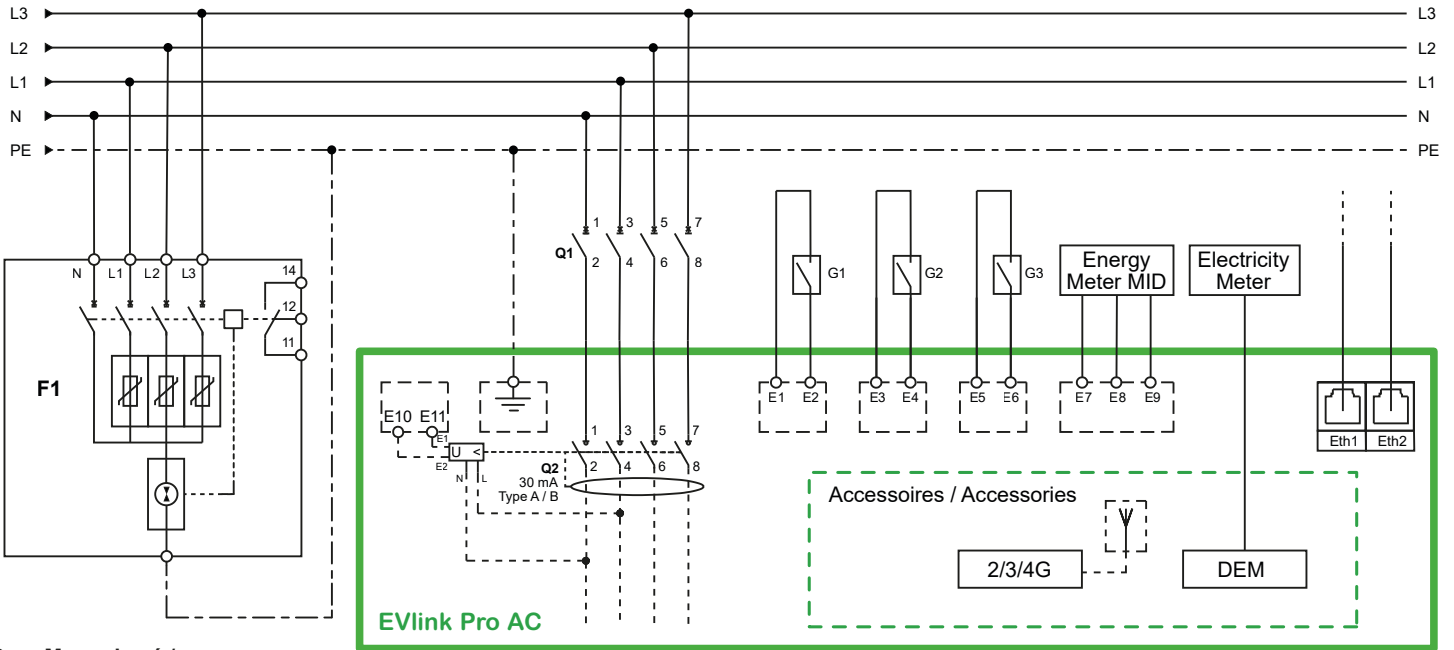 L3 L3
L2 L2
L1 L1
N N
PE PE
1 3 5 7
Q1
2 4 6 8
G1 G2 G3
Energy
Meter MID
Electricity
Meter
N L1 L2 L3 14
12
11
F1
E10 E11
E1
E2
U <
N L
1 3 5 7
Q2
2 4 6 8
30 mA
Type A / B
E1 E2 E3 E4 E5 E6 E7 E8 E9
Eth1 Eth2
Accessoires / Accessories
2/3/4G DEM
EVlink Pro AC